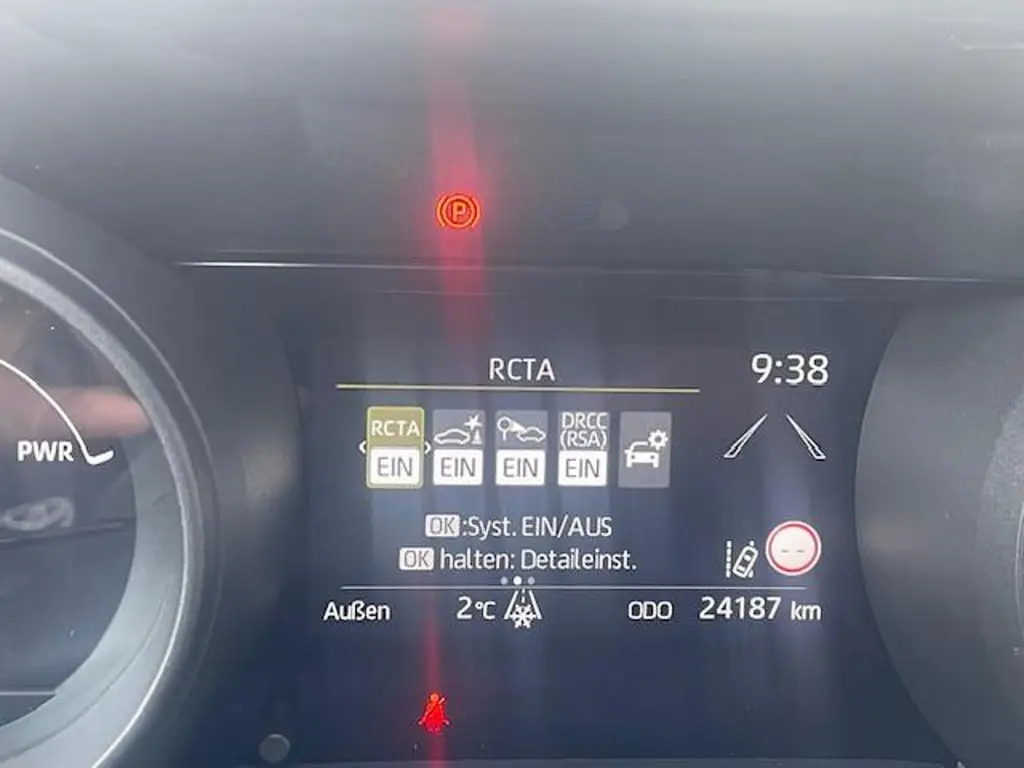 P
RCTA
9:38
RCTA
DRCC
(RSA)
EIN
EIN
EIN
EIN
PWR
OK :Syst. EIN/AUS
OK halten: Detaileinst.
--
Außen 2°C ODO 24187 km